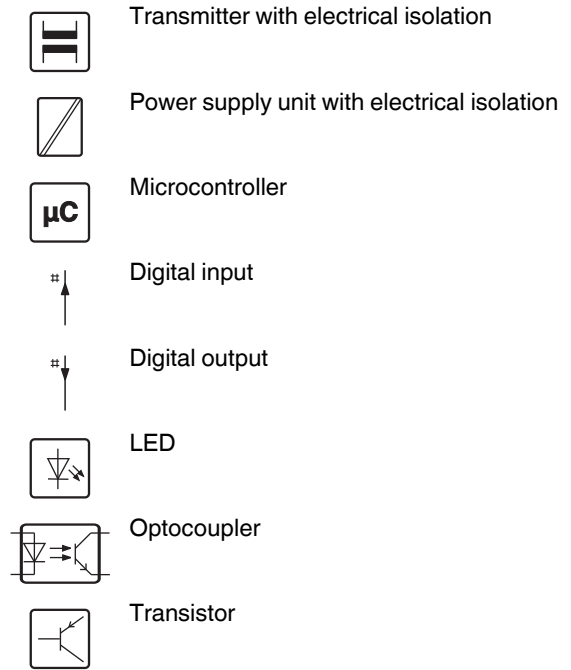 Transmitter with electrical isolation
Power supply unit with electrical isolation
µC
Microcontroller
#
Digital input
#
Digital output
LED
Optocoupler
Transistor